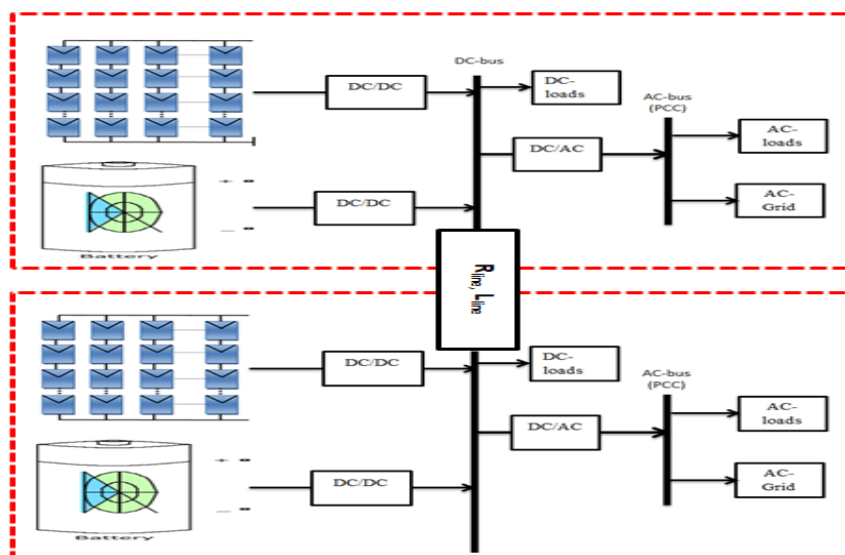 DC-bus
DC/DC
DC-
loads
AC-bus
(PCC)
AC-
loads
DC/AC
+
DC/DC
AC-
Grid
–
Battery
Rline, Lline
DC/DC
DC-
loads
AC-bus
(PCC)
AC-
loads
DC/AC
+
DC/DC
AC-
Grid
–
Battery